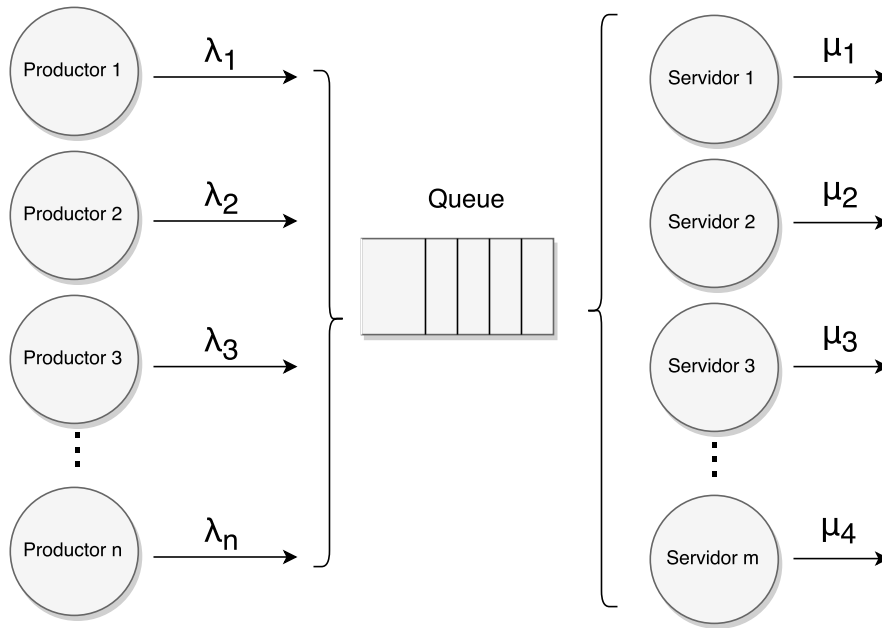 Productor 1
λ1
Productor 2
λ2
Productor 3
λ3
Productor n
λn
Queue
Servidor 1
μ1
Servidor 2
μ2
Servidor 3
μ3
Servidor m
μ4